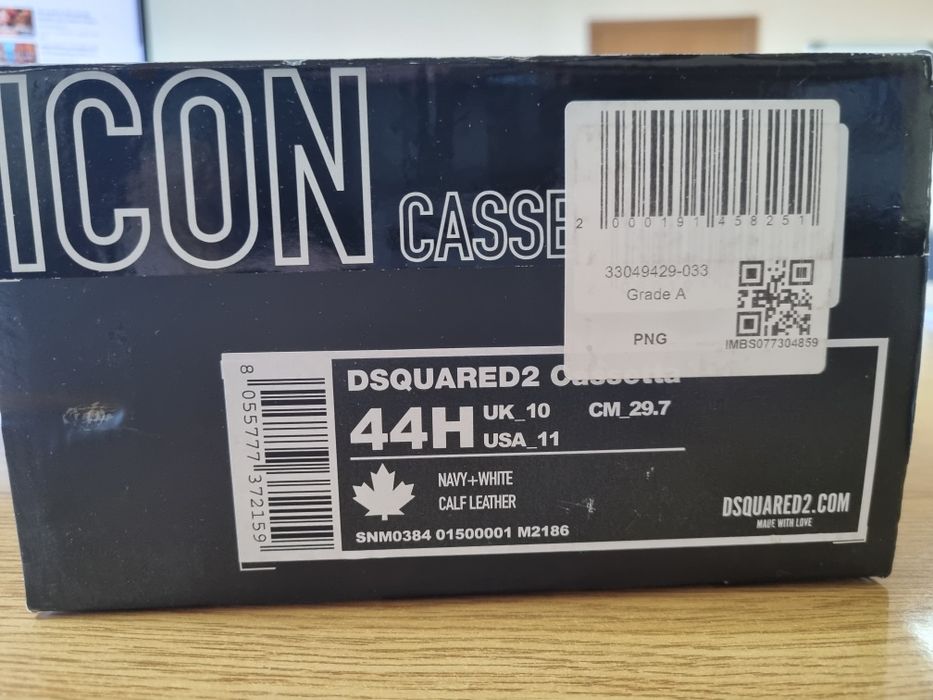 ICON CASSE
2 000191 458251
33049429-033
Grade A
PNG
IMBS077304859
8 055777 372159
DSQUARED2 Cassetta
44H
UK_10
CM_29.7
USA_11
NAVY+WHITE
CALF LEATHER
DSQUARED2.COM
MADE WITH LOVE
SNM0384 01500001 M2186